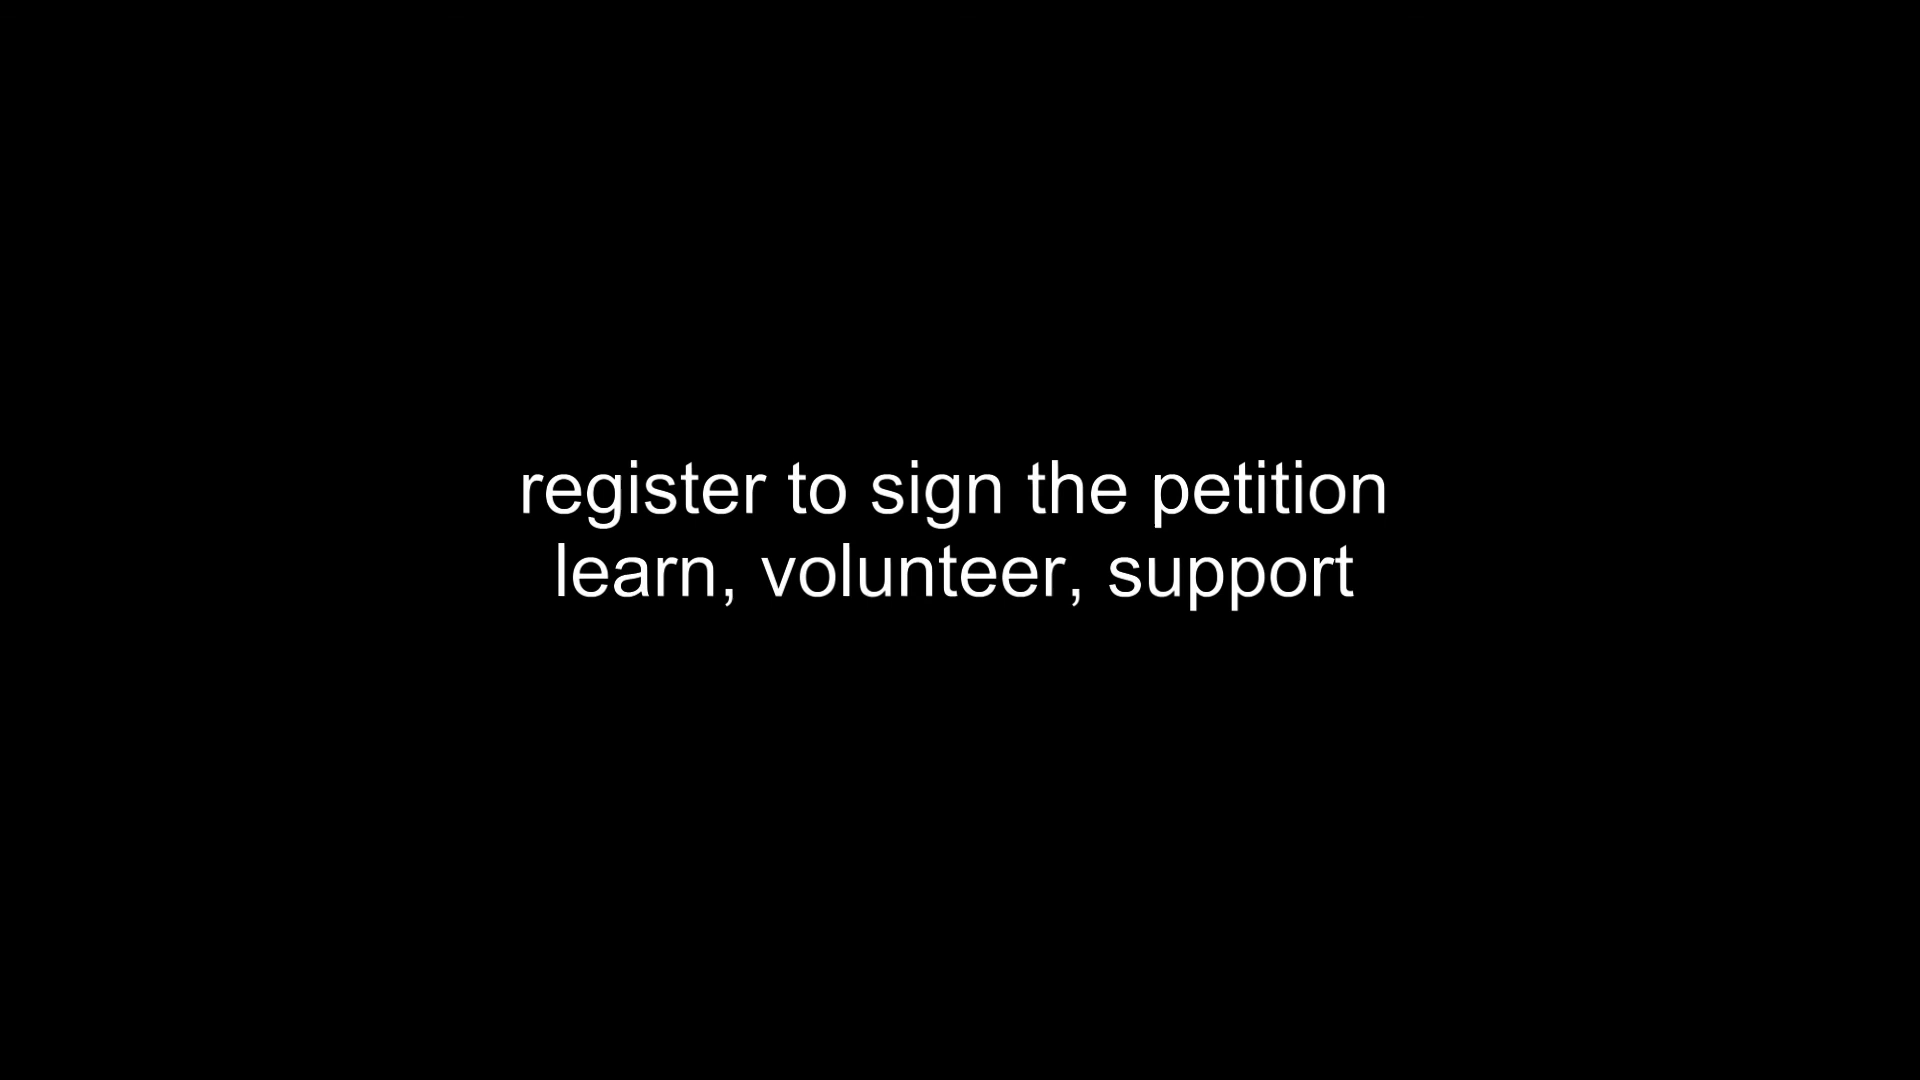 register to sign the petition
learn, volunteer, support